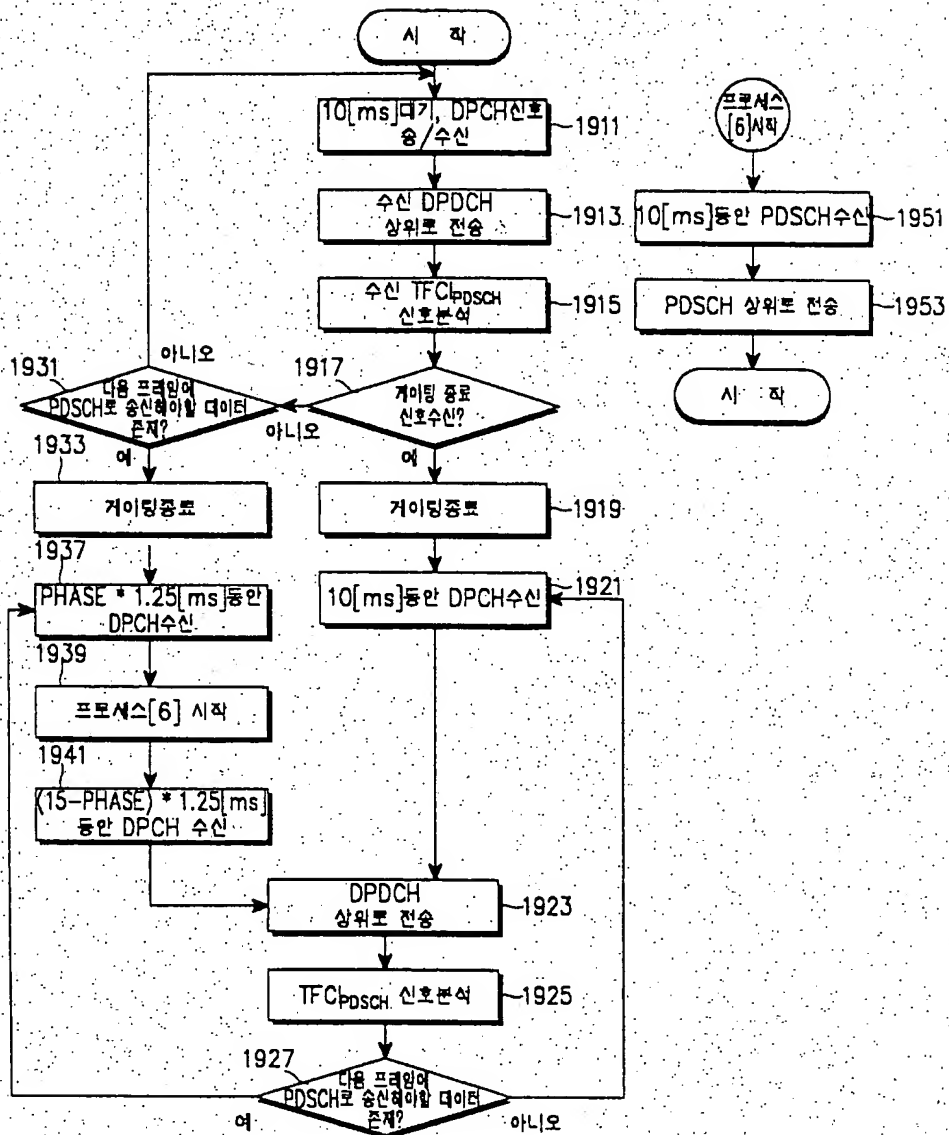 시 작
10[ms]대기, DPCH신호
송/수신
1911
수신 DPDCH
상위로 전송
1913
수신 TFCIPDSCH
신호분석
1915
1917
게이팅 종료
신호수신?
아니오
예
1931
다음 프레임에
PDSCH로 송신해야할 데이터
존재?
아니오
예
1933
게이팅종료
게이팅종료
1919
1937
PHASE * 1.25[ms]동안
DPCH수신
10[ms]동안 DPCH수신
1921
1939
프로세스[6] 시작
1941
(15-PHASE) * 1.25[ms]
동안 DPCH 수신
DPDCH
상위로 전송
1923
TFCIPDSCH 신호분석
1925
1927
다음 프레임에
PDSCH로 송신해야할 데이터
존재?
예
아니오
프로세스
[6]시작
10[ms]동안 PDSCH수신
1951
PDSCH 상위로 전송
1953
시 작